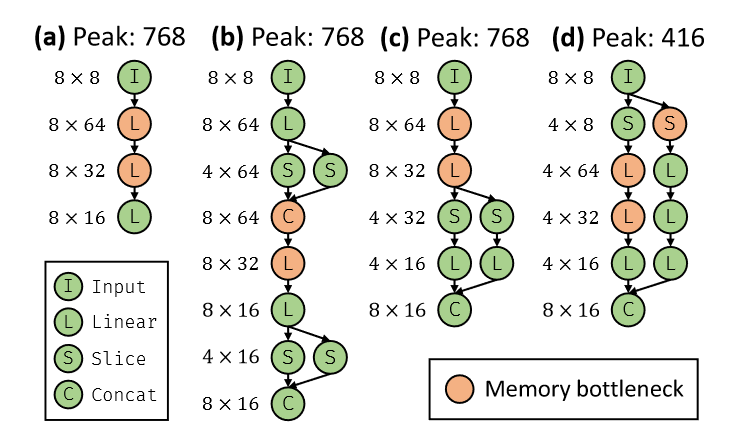 (a) Peak: 768
8 × 8 I
8 × 64 L
8 × 32 L
8 × 16 L
(b) Peak: 768
8 × 8 I
8 × 64 L
4 × 64 S S
8 × 64 C
8 × 32 L
8 × 16 L
4 × 16 S S
8 × 16 C
(c) Peak: 768
8 × 8 I
8 × 64 L
8 × 32 L
4 × 32 S S
4 × 16 L L
8 × 16 C
(d) Peak: 416
8 × 8 I
4 × 8 S S
4 × 64 L L
4 × 32 L L
4 × 16 L L
8 × 16 C
I Input
L Linear
S Slice
C Concat
Memory bottleneck